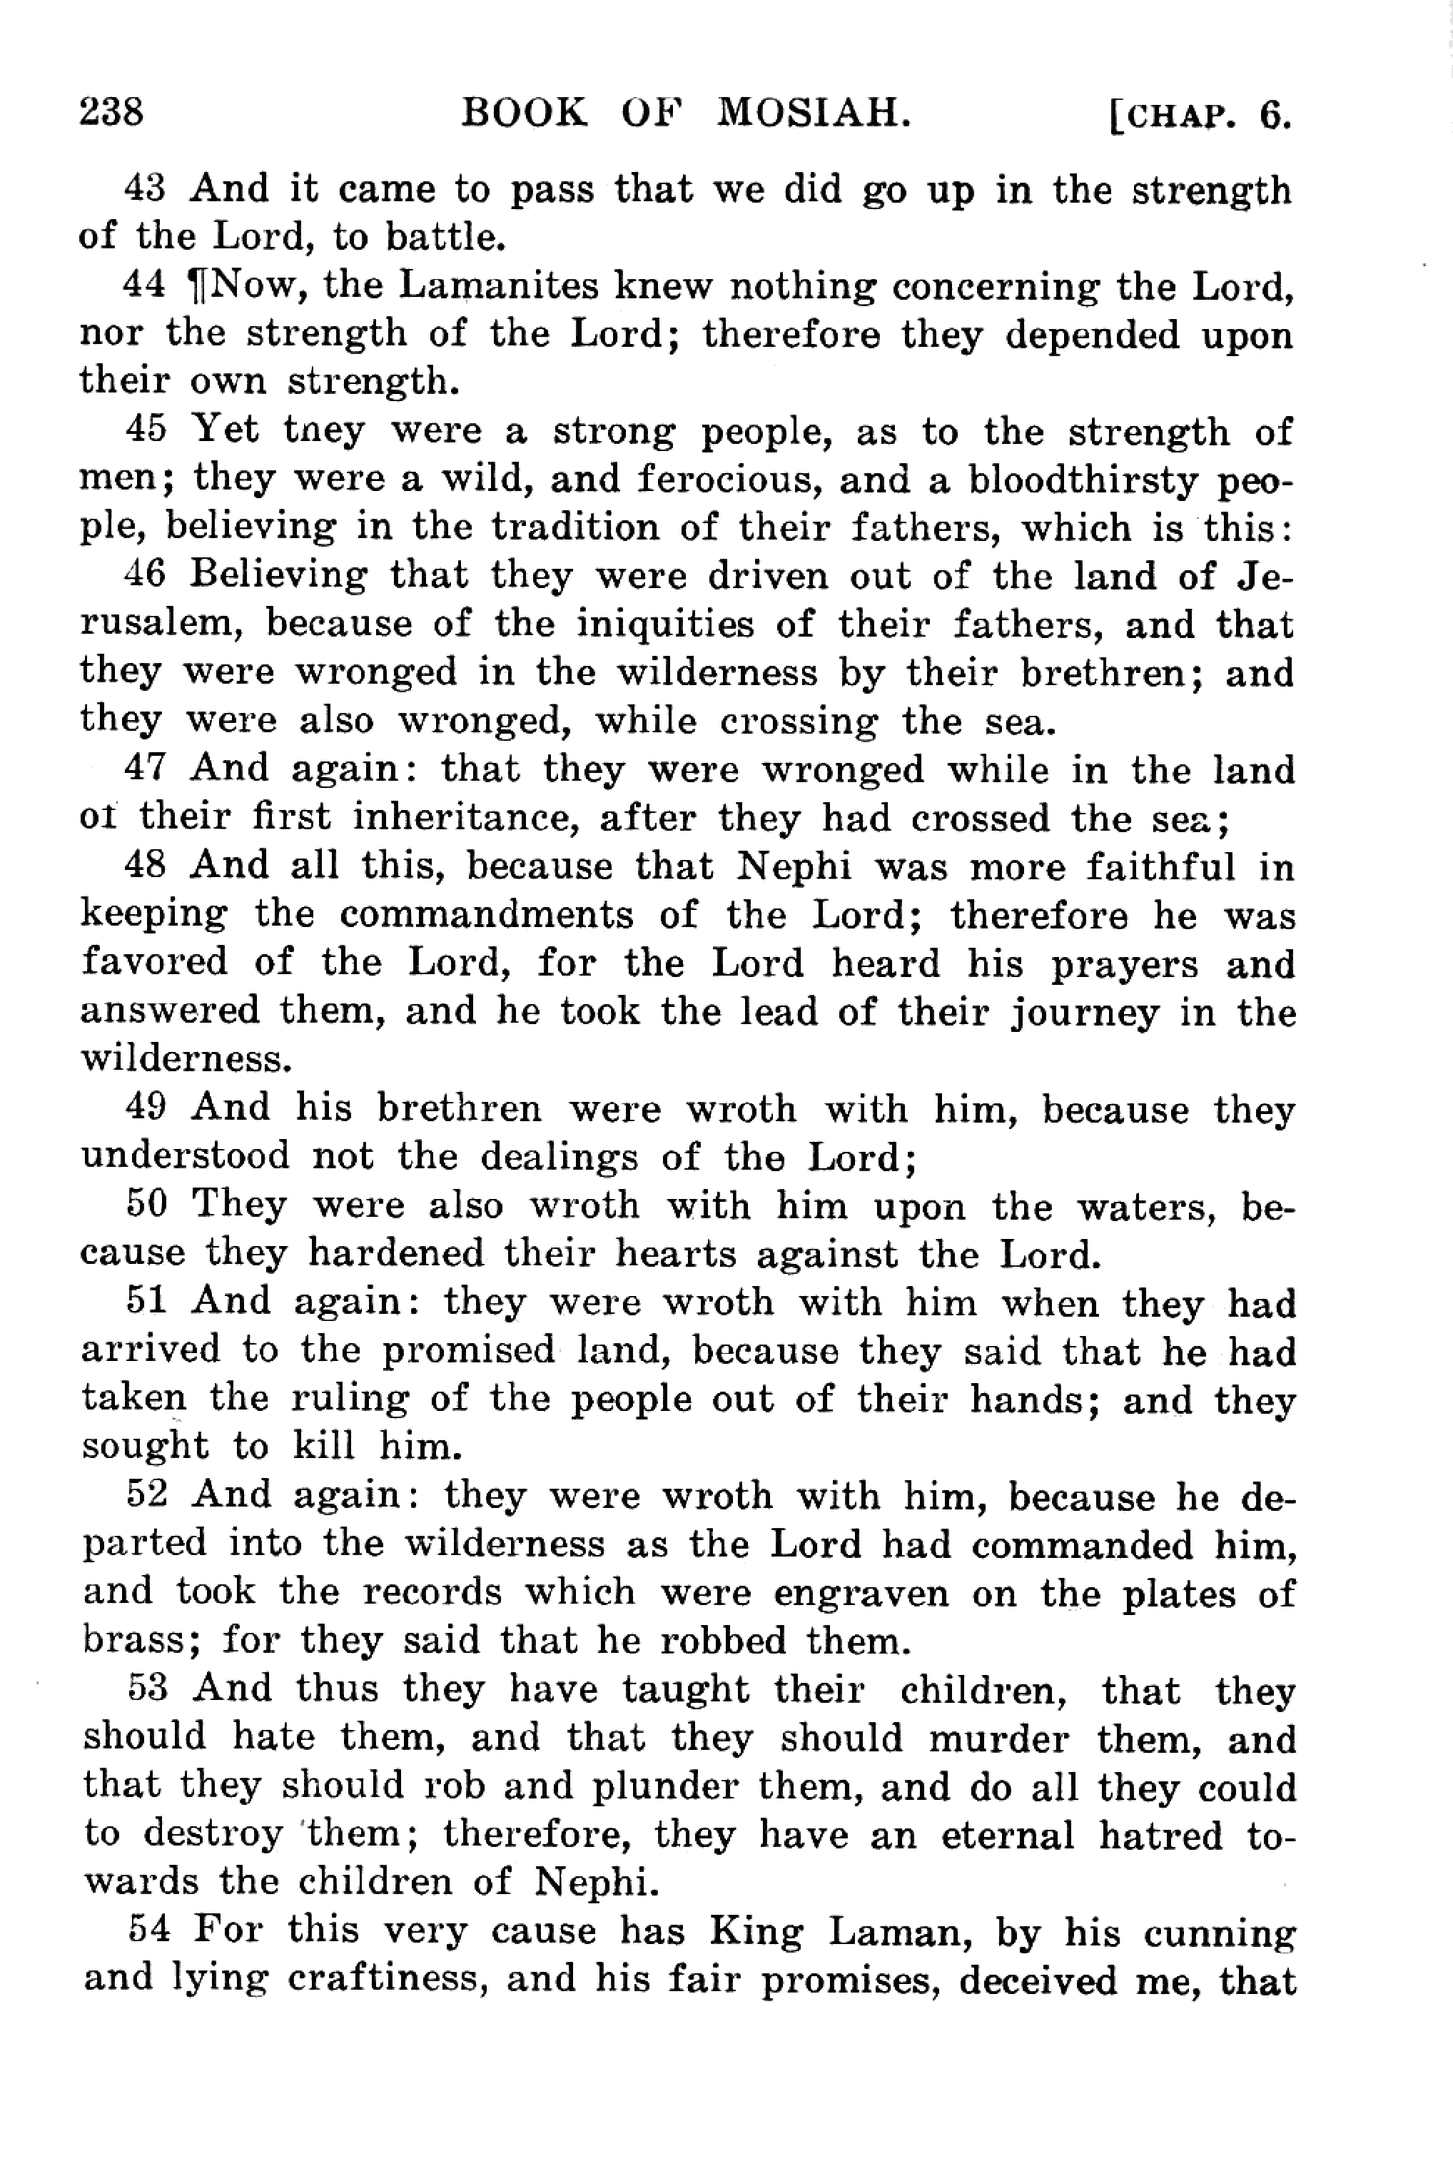 238 BOOK OF MOSIAH. [CHAP. 6.
43 And it came to pass that we did go up in the strength
of the Lord, to battle.
44 ¶Now, the Lamanites knew nothing concerning the Lord,
nor the strength of the Lord; therefore they depended upon
their own strength.
45 Yet tney were a strong people, as to the strength of
men; they were a wild, and ferocious, and a bloodthirsty peo-
ple, believing in the tradition of their fathers, which is this:
46 Believing that they were driven out of the land of Je-
rusalem, because of the iniquities of their fathers, and that
they were wronged in the wilderness by their brethren; and
they were also wronged, while crossing the sea.
47 And again: that they were wronged while in the land
of their first inheritance, after they had crossed the sea;
48 And all this, because that Nephi was more faithful in
keeping the commandments of the Lord; therefore he was
favored of the Lord, for the Lord heard his prayers and
answered them, and he took the lead of their journey in the
wilderness.
49 And his brethren were wroth with him, because they
understood not the dealings of the Lord;
50 They were also wroth with him upon the waters, be-
cause they hardened their hearts against the Lord.
51 And again: they were wroth with him when they had
arrived to the promised land, because they said that he had
taken the ruling of the people out of their hands; and they
sought to kill him.
52 And again: they were wroth with him, because he de-
parted into the wilderness as the Lord had commanded him,
and took the records which were engraven on the plates of
brass; for they said that he robbed them.
53 And thus they have taught their children, that they
should hate them, and that they should murder them, and
that they should rob and plunder them, and do all they could
to destroy them; therefore, they have an eternal hatred to-
wards the children of Nephi.
54 For this very cause has King Laman, by his cunning
and lying craftiness, and his fair promises, deceived me, that